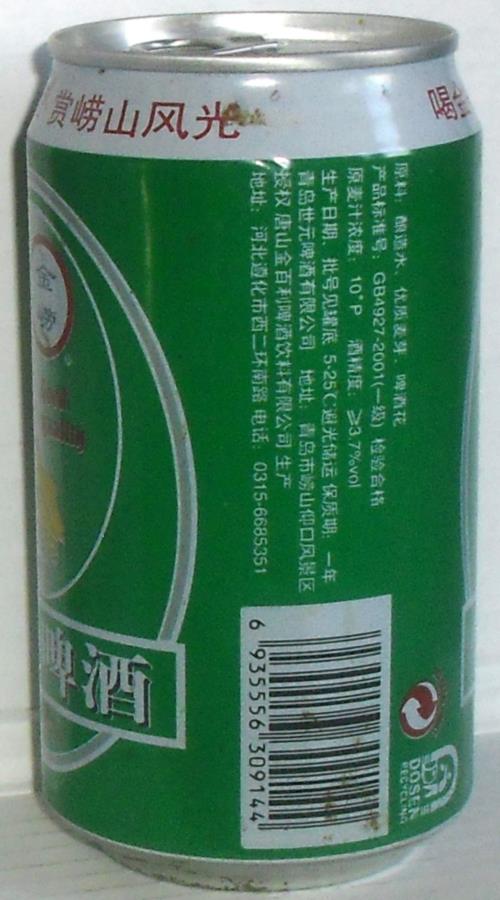 赏崂山风光
喝
金
崂
啤酒
原料：酿造水、优质麦芽、啤酒花
产品标准号：GB4927-2001(一级) 检验合格
原麦汁浓度：10°P 酒精度：≥3.7%vol
生产日期、批号见罐底 5-25℃避光储运 保质期：一年
青岛世元啤酒有限公司 地址：青岛市崂山仰口风景区
授权 唐山金百利啤酒饮料有限公司 生产
地址：河北遵化市西二环南路 电话：0315-6685351
6 935556 309144
DOSEN
RECYCLING